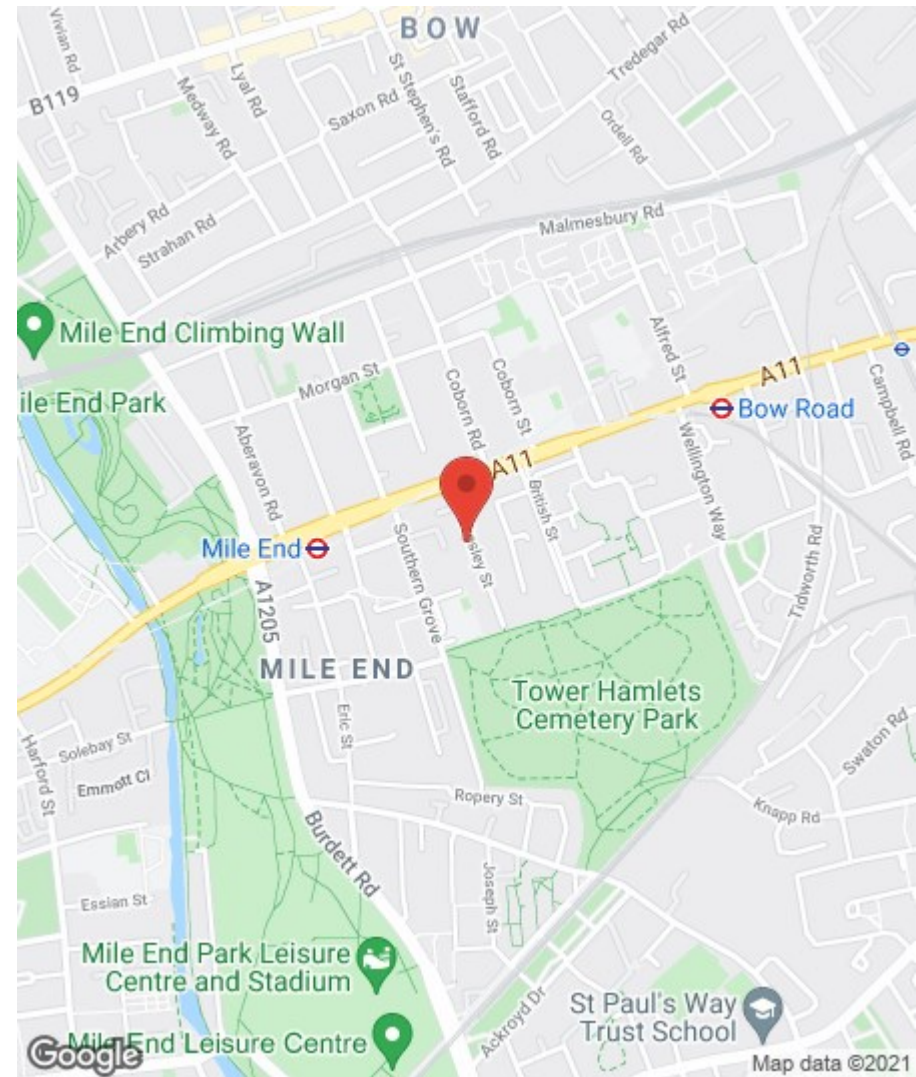 BOW
Vivian Rd
B119
Medway Rd
Lyal Rd
Saxon Rd
St Stephen's Rd
Stafford Rd
Tredegar Rd
Ordell Rd
Arbery Rd
Strahan Rd
Malmesbury Rd
Mile End Climbing Wall
ile End Park
Morgan St
Coborn Rd
Coborn St
Alfred St
A11
Campbell Rd
Bow Road
Aberavon Rd
A11
Wellington Way
British St
Mile End
Southern Grove
sley St
Tidworth Rd
A1205
MILE END
Tower Hamlets
Cemetery Park
Harford St
Solebay St
Eric St
Emmott Cl
Swaton Rd
Ropery St
Knapp Rd
Burdett Rd
Joseph St
Essian St
Mile End Park Leisure
Centre and Stadium
Ackroyd Dr
St Paul's Way
Trust School
Mile End Leisure Centre
Google
Map data ©2021